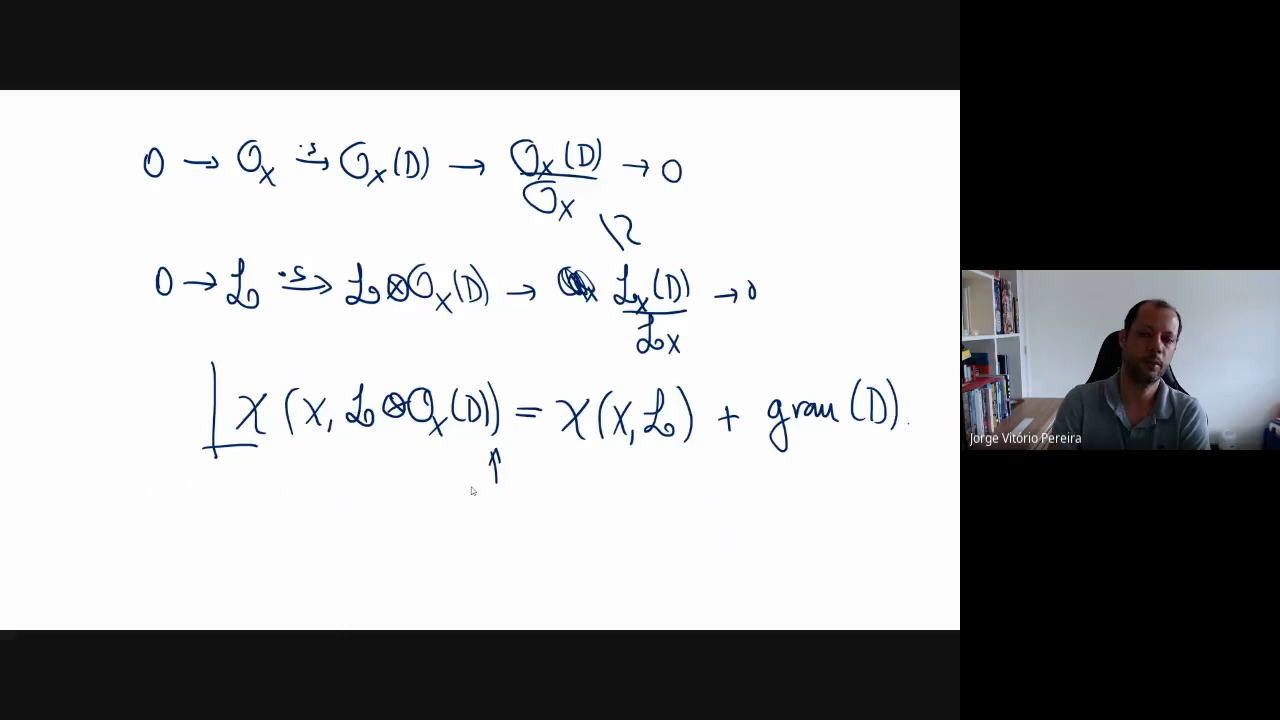 0 → O_X →^{·s} O_X(D) → O_X(D)/O_X → 0
≀|
0 → L →^{·s} L⊗O_X(D) → L_X(D)/L_X → 0
χ(X, L⊗O_X(D)) = χ(X, L) + grau(D).
↑
Jorge Vitório Pereira